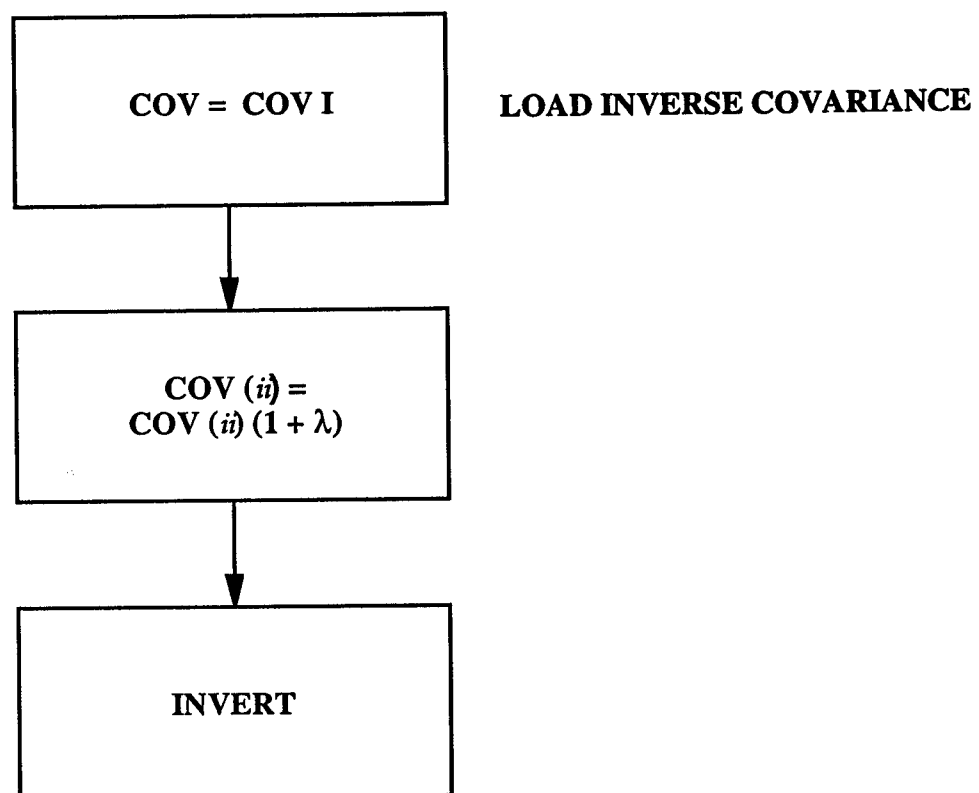 COV = COV I
LOAD INVERSE COVARIANCE
COV (ii) =
COV (ii) (1 + λ)
INVERT